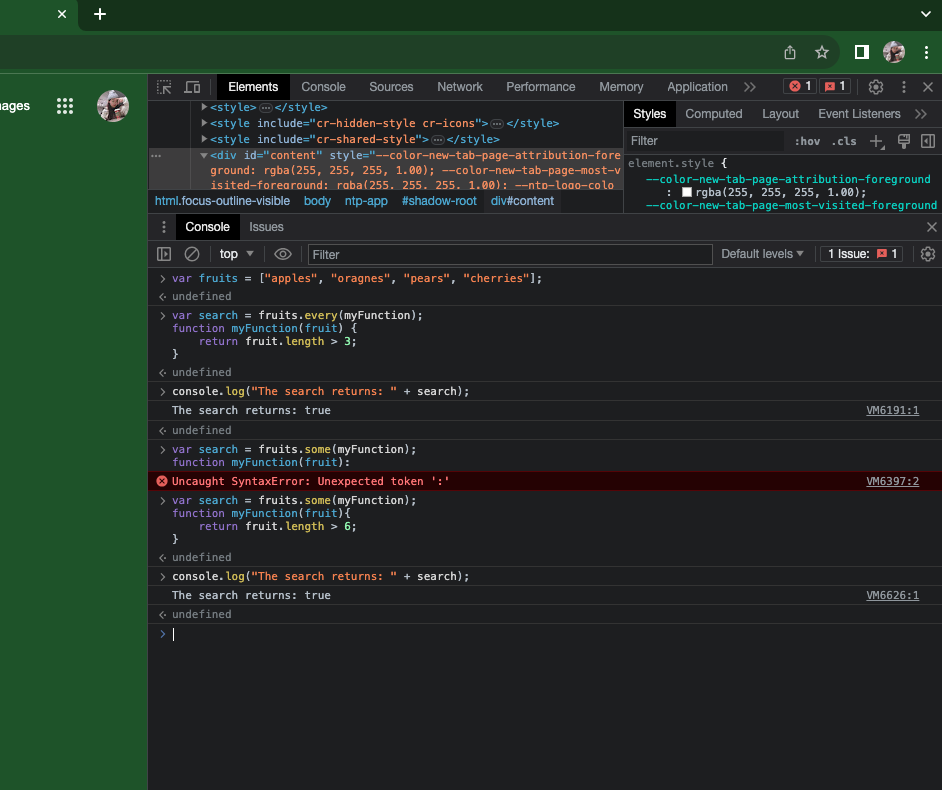 nages
Elements Console Sources Network Performance Memory Application 1 1
<style>…</style>
<style include="cr-hidden-style cr-icons">…</style>
<style include="cr-shared-style">…</style>
<div id="content" style="--color-new-tab-page-attribution-fore
ground: rgba(255, 255, 255, 1.00); --color-new-tab-page-most-v
isited-foreground: rgba(255, 255, 255, 1.00); --ntp-logo-colo
html.focus-outline-visible body ntp-app #shadow-root div#content
Styles Computed Layout Event Listeners
Filter :hov .cls
element.style {
--color-new-tab-page-attribution-foreground
: rgba(255, 255, 255, 1.00);
--color-new-tab-page-most-visited-foreground
Console Issues
top Filter Default levels 1 Issue: 1
var fruits = ["apples", "oragnes", "pears", "cherries"];
undefined
var search = fruits.every(myFunction);
function myFunction(fruit) {
return fruit.length > 3;
}
undefined
console.log("The search returns: " + search);
The search returns: true VM6191:1
undefined
var search = fruits.some(myFunction);
function myFunction(fruit):
Uncaught SyntaxError: Unexpected token ':' VM6397:2
var search = fruits.some(myFunction);
function myFunction(fruit){
return fruit.length > 6;
}
undefined
console.log("The search returns: " + search);
The search returns: true VM6626:1
undefined